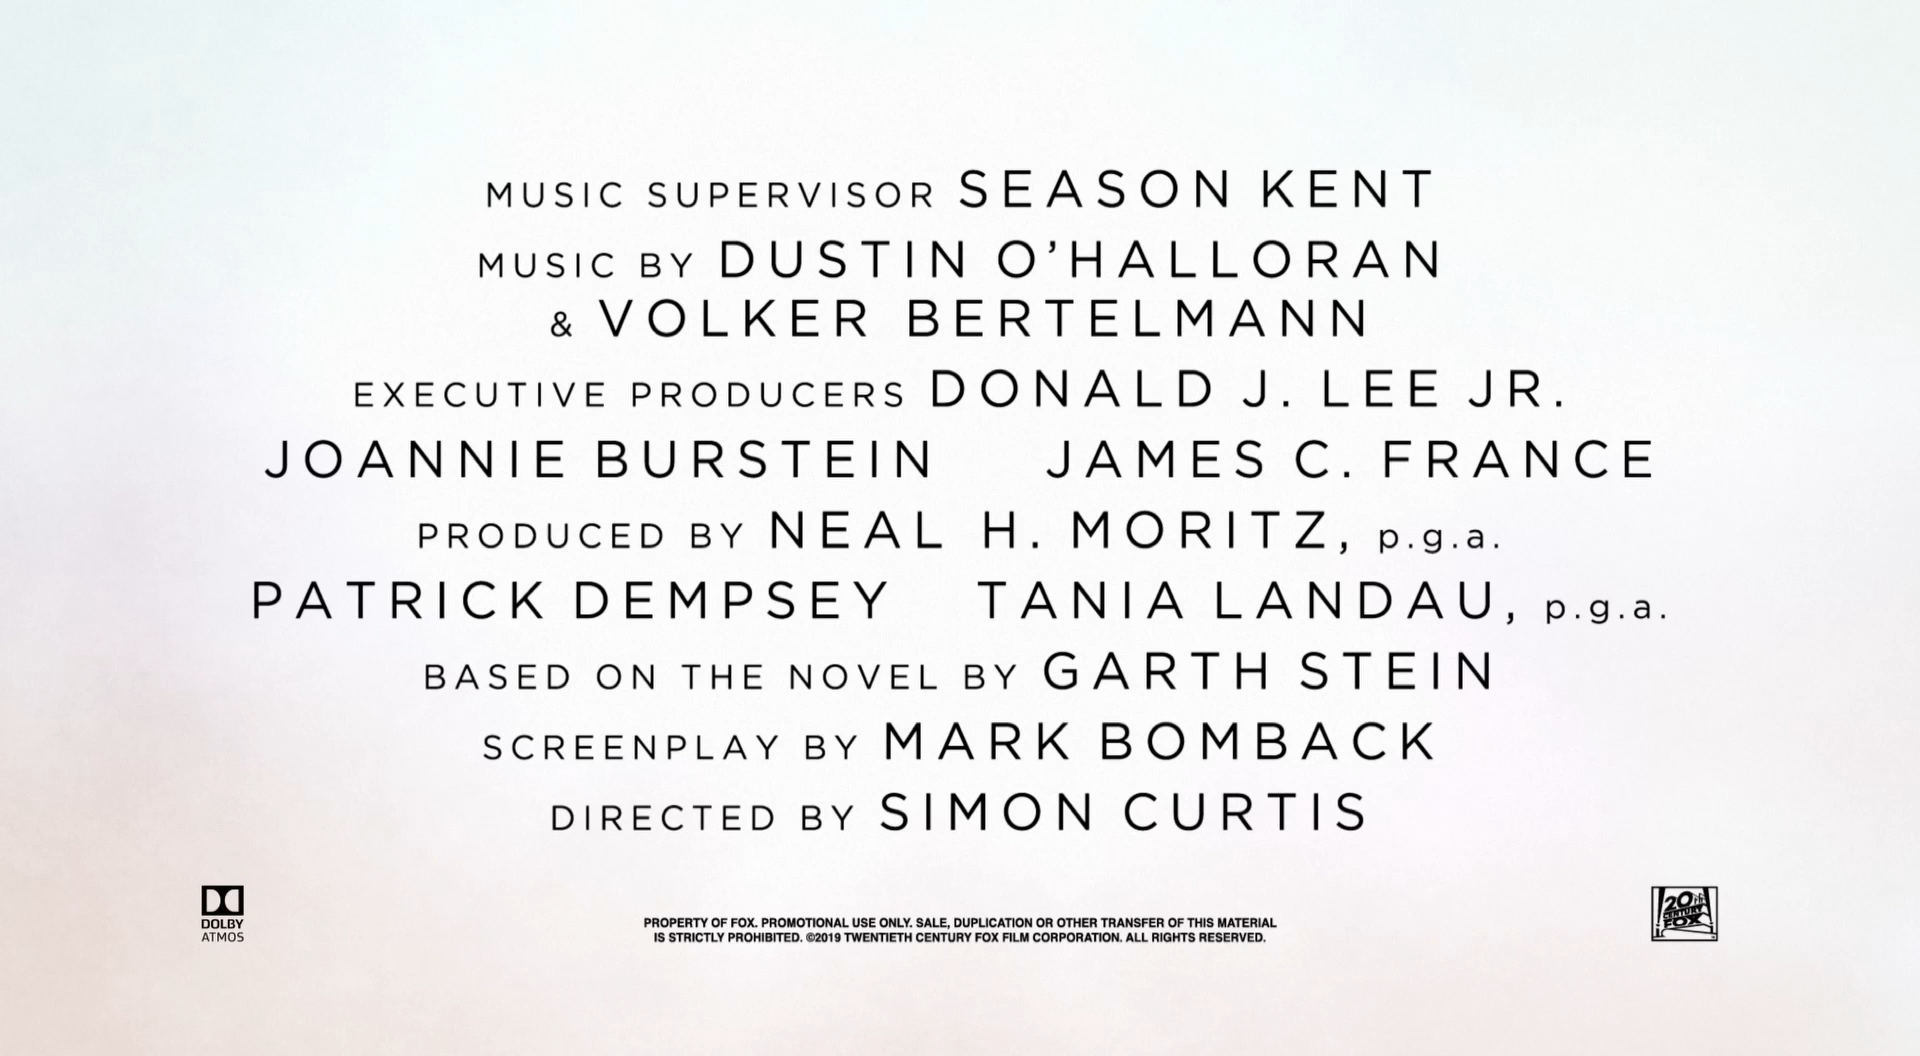 MUSIC SUPERVISOR SEASON KENT
MUSIC BY DUSTIN O’HALLORAN
& VOLKER BERTELMANN
EXECUTIVE PRODUCERS DONALD J. LEE JR.
JOANNIE BURSTEIN JAMES C. FRANCE
PRODUCED BY NEAL H. MORITZ, p.g.a.
PATRICK DEMPSEY TANIA LANDAU, p.g.a.
BASED ON THE NOVEL BY GARTH STEIN
SCREENPLAY BY MARK BOMBACK
DIRECTED BY SIMON CURTIS
DOLBY
ATMOS
PROPERTY OF FOX. PROMOTIONAL USE ONLY. SALE, DUPLICATION OR OTHER TRANSFER OF THIS MATERIAL
IS STRICTLY PROHIBITED. ©2019 TWENTIETH CENTURY FOX FILM CORPORATION. ALL RIGHTS RESERVED.
20th
CENTURY
FOX